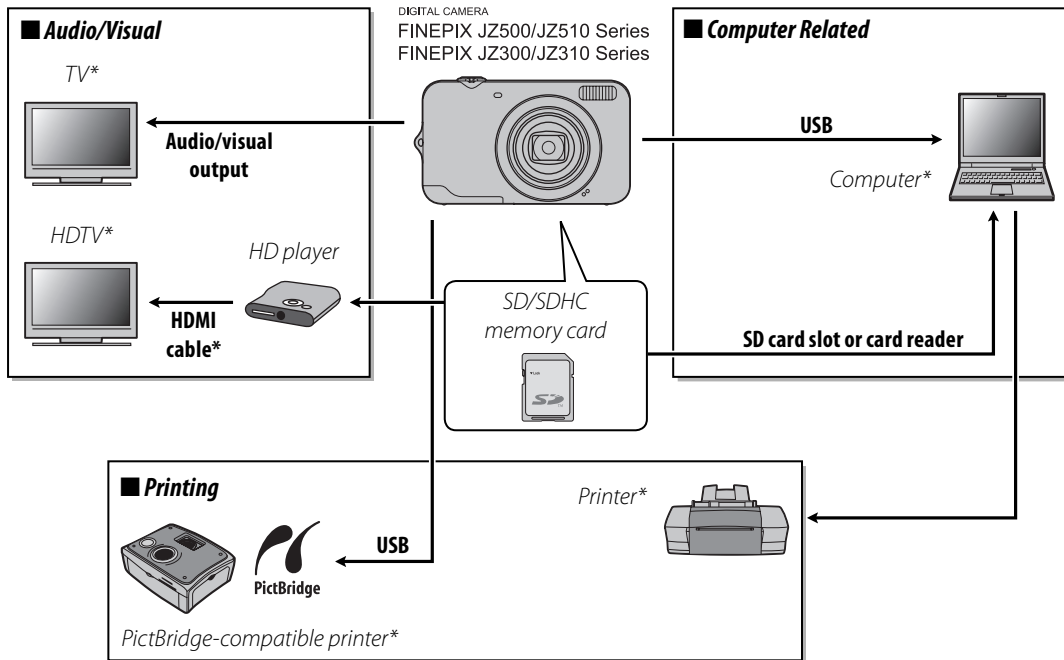 DIGITAL CAMERA
FINEPIX JZ500/JZ510 Series
FINEPIX JZ300/JZ310 Series
■ Audio/Visual
TV*
Audio/visual
output
HDTV*
HD player
HDMI
cable*
■ Computer Related
USB
Computer*
SD/SDHC
memory card
SD
SD card slot or card reader
■ Printing
Printer*
USB
PictBridge
PictBridge-compatible printer*